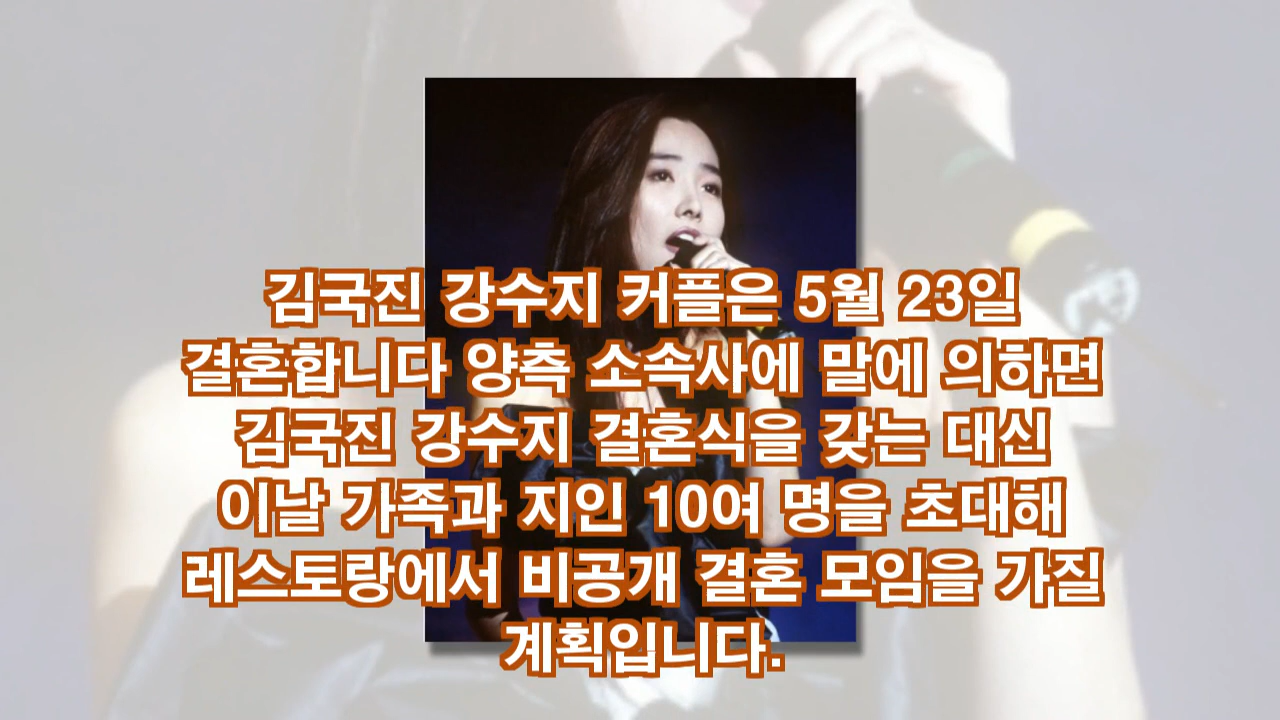 김국진 강수지 커플은 5월 23일
결혼합니다 양측 소속사에 말에 의하면
김국진 강수지 결혼식을 갖는 대신
이날 가족과 지인 10여 명을 초대해
레스토랑에서 비공개 결혼 모임을 가질
계획입니다.